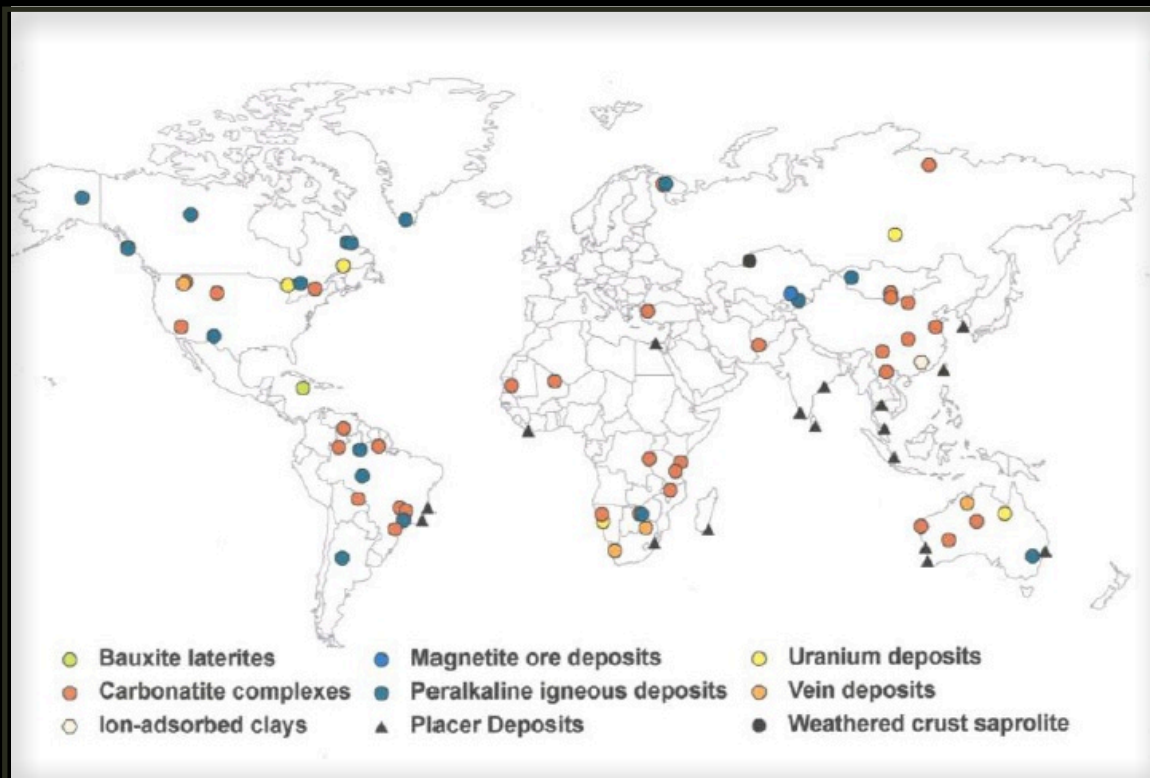 Bauxite laterites
Magnetite ore deposits
Uranium deposits
Carbonatite complexes
Peralkaline igneous deposits
Vein deposits
Ion-adsorbed clays
Placer Deposits
Weathered crust saprolite